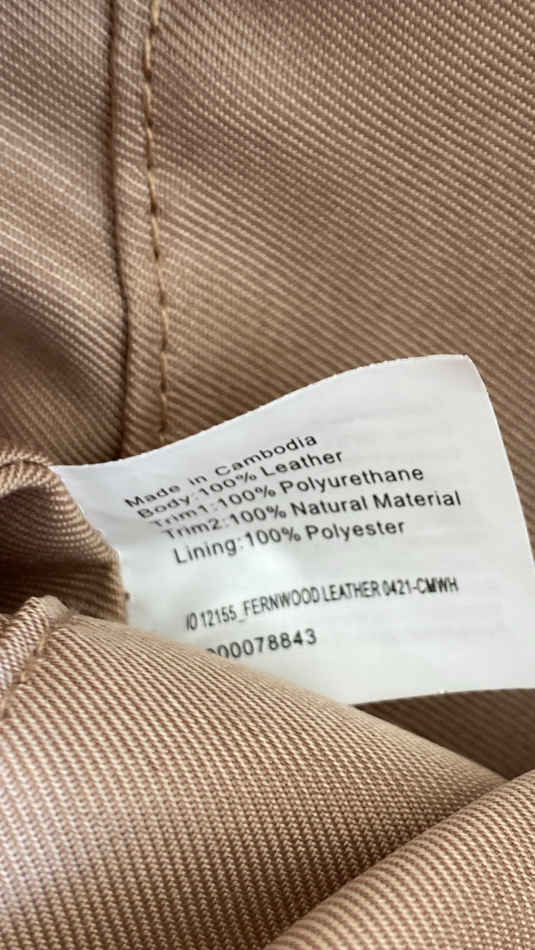 Made in Cambodia
Body:100% Leather
Trim1:100% Polyurethane
Trim2:100% Natural Material
Lining:100% Polyester
IO 12155_FERNWOOD LEATHER 0421-CMWH
00078843